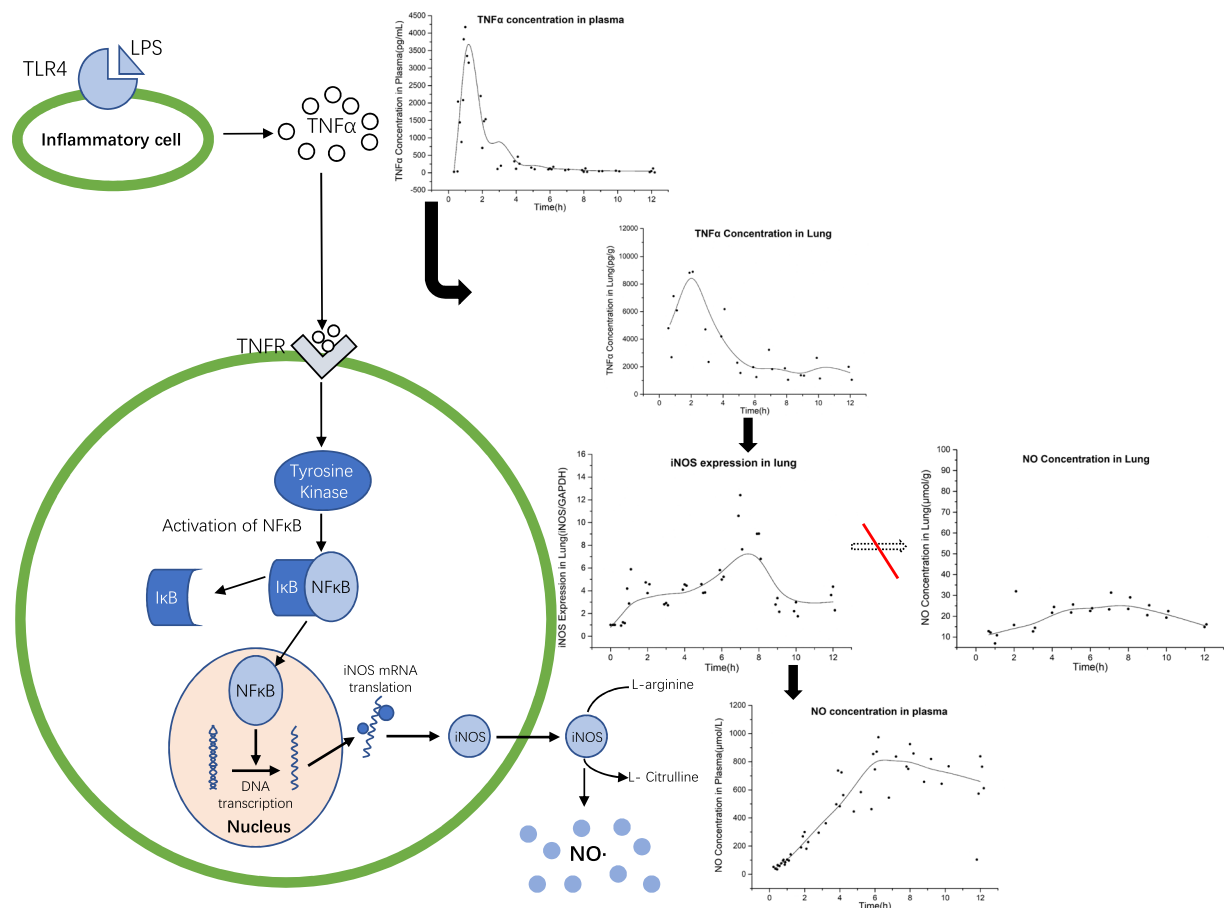 LPS
TLR4
Inflammatory cell
TNFα
TNFR
Tyrosine
Kinase
Activation of NFκB
IκB
IκB
NFκB
NFκB
iNOS mRNA
translation
DNA
transcription
Nucleus
iNOS
iNOS
L-arginine
L- Citrulline
NO·
TNFα concentration in plasma
TNFα Concentration in Plasma(pg/mL)
4500
4000
3500
3000
2500
2000
1500
1000
500
0
-500
0 2 4 6 8 10 12
Time(h)
TNFα Concentration in Lung
TNFα Concentration in Lung(pg/g)
12000
10000
8000
6000
4000
2000
0
0 2 4 6 8 10 12
Time(h)
iNOS expression in lung
iNOS Expression in Lung(iNOS/GAPDH)
16
14
12
10
8
6
4
2
0
0 2 4 6 8 10 12
Time(h)
NO Concentration in Lung
NO Concentration in Lung(μmol/g)
100
90
80
70
60
50
40
30
20
10
0 2 4 6 8 10 12
Time(h)
NO concentration in plasma
NO Concentration in Plasma(μmol/L)
1200
1000
800
600
400
200
0
0 2 4 6 8 10 12
Time(h)